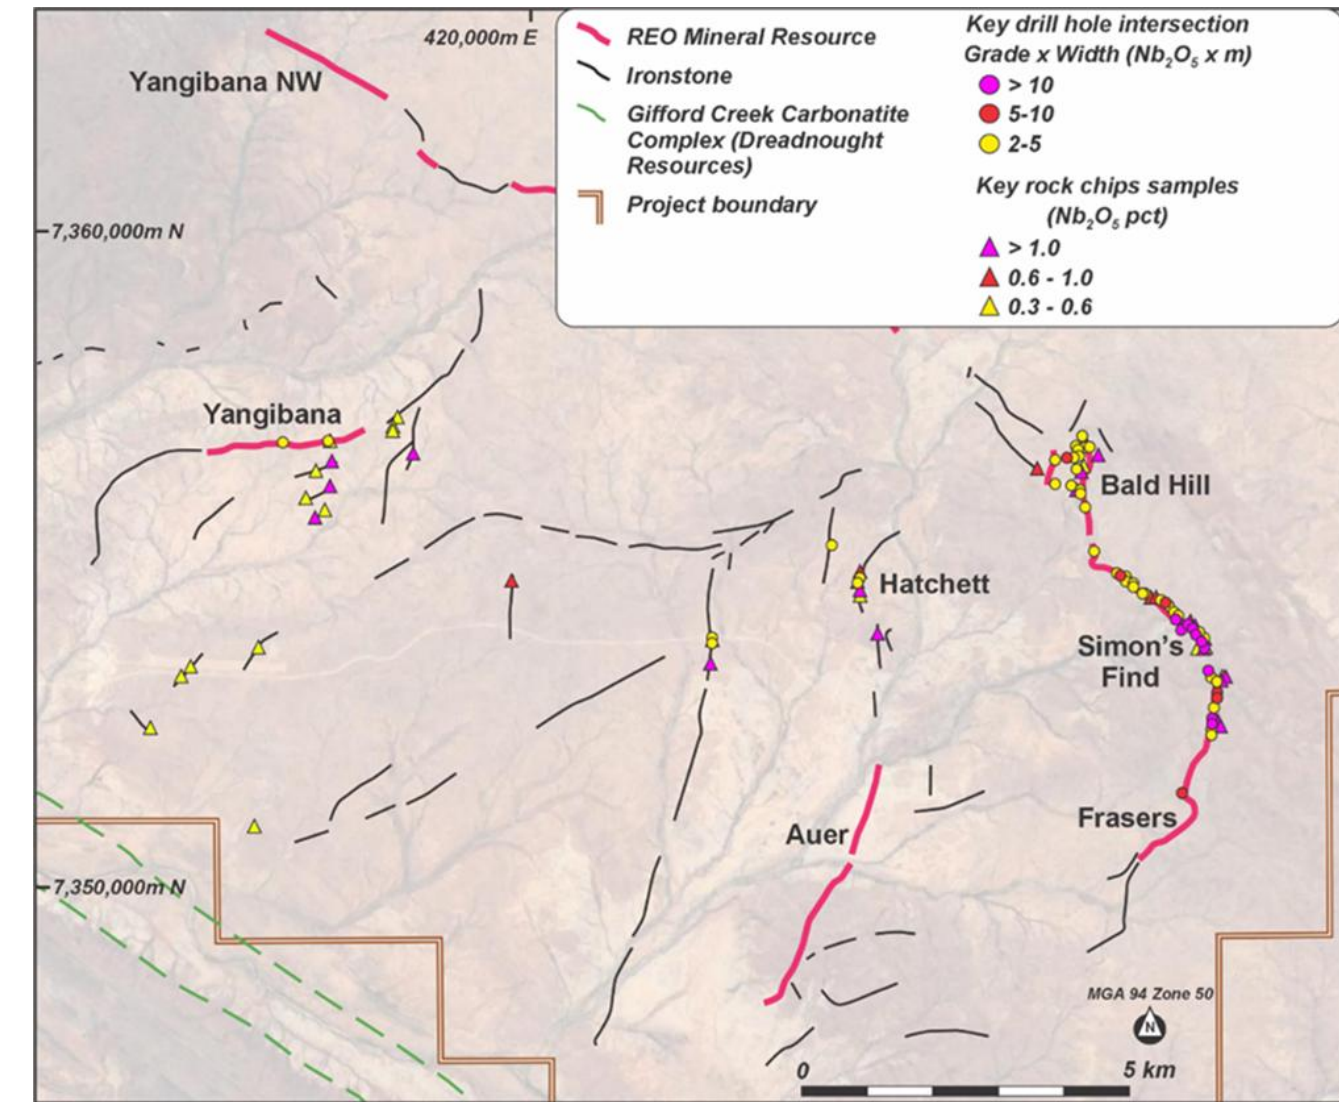 420,000m E
Yangibana NW
7,360,000m N
REO Mineral Resource
Ironstone
Gifford Creek Carbonatite
Complex (Dreadnought
Resources)
Project boundary
Key drill hole intersection
Grade x Width (Nb₂O₅ x m)
> 10
5-10
2-5
Key rock chips samples
(Nb₂O₅ pct)
> 1.0
0.6 - 1.0
0.3 - 0.6
Yangibana
Bald Hill
Hatchett
Simon's
Find
Frasers
Auer
7,350,000m N
MGA 94 Zone 50
N
0
5 km